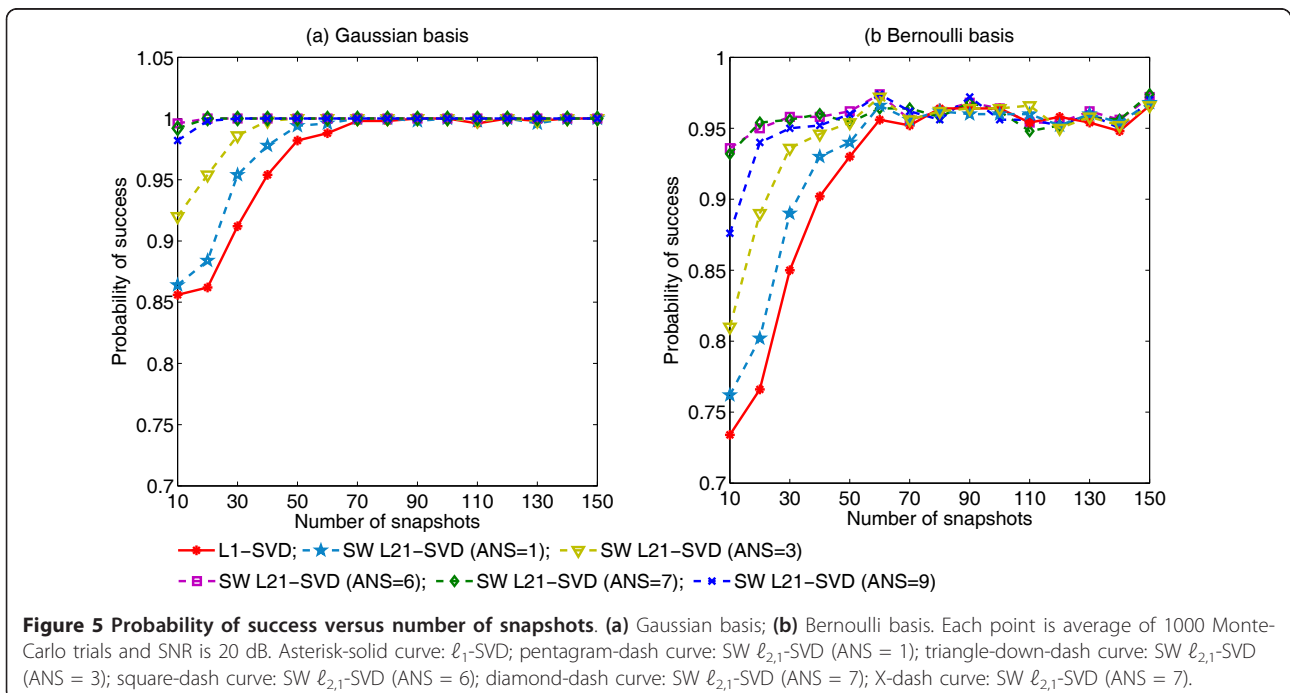 (a) Gaussian basis
1.05
1
0.95
0.9
0.85
0.8
0.75
0.7
Probability of success
10 30 50 70 90 110 130 150
Number of snapshots
(b) Bernoulli basis
1
0.95
0.9
0.85
0.8
0.75
0.7
Probability of success
10 30 50 70 90 110 130 150
Number of snapshots
L1−SVD; SW L21−SVD (ANS=1); SW L21−SVD (ANS=3)
SW L21−SVD (ANS=6); SW L21−SVD (ANS=7); SW L21−SVD (ANS=9)
Figure 5 Probability of success versus number of snapshots. (a) Gaussian basis; (b) Bernoulli basis. Each point is average of 1000 Monte-
Carlo trials and SNR is 20 dB. Asterisk-solid curve: ℓ1-SVD; pentagram-dash curve: SW ℓ2,1-SVD (ANS = 1); triangle-down-dash curve: SW ℓ2,1-SVD
(ANS = 3); square-dash curve: SW ℓ2,1-SVD (ANS = 6); diamond-dash curve: SW ℓ2,1-SVD (ANS = 7); X-dash curve: SW ℓ2,1-SVD (ANS = 7).